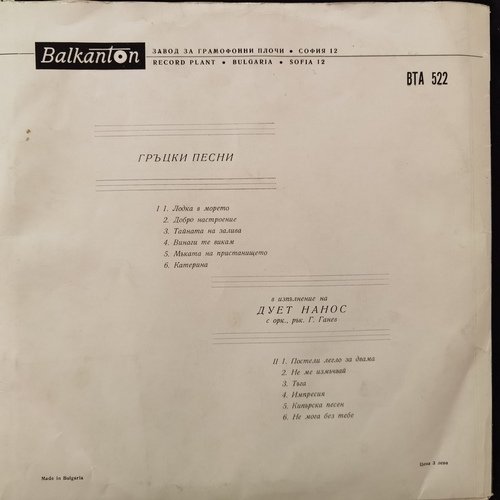 Balkanton
ЗАВОД ЗА ГРАМОФОННИ ПЛОЧИ • СОФИЯ 12
RECORD PLANT • BULGARIA • SOFIA 12
ВТА 522
ГРЪЦКИ ПЕСНИ
I 1. Лодка в морето
2. Добро настроение
3. Тайната на залива
4. Винаги те викам
5. Мъката на пристанището
6. Катерина
в изпълнение на
ДУЕТ НАНОС
с орк., рък. Г. Ганев
II 1. Постели легло за двама
2. Не ме измъчвай
3. Тъга
4. Импресия
5. Кипърска песен
6. Не мога без тебе
Made in Bulgaria
Цена 3 лева